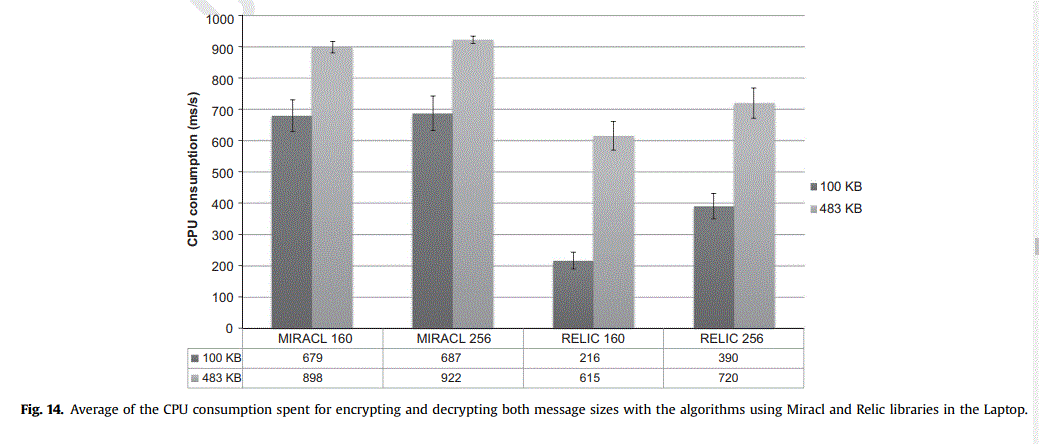 1000
900
800
700
600
500
400
300
200
100
0
CPU consumption (ms/s)
100 KB
483 KB
MIRACL 160 MIRACL 256 RELIC 160 RELIC 256
100 KB 679 687 216 390
483 KB 898 922 615 720
Fig. 14. Average of the CPU consumption spent for encrypting and decrypting both message sizes with the algorithms using Miracl and Relic libraries in the Laptop.